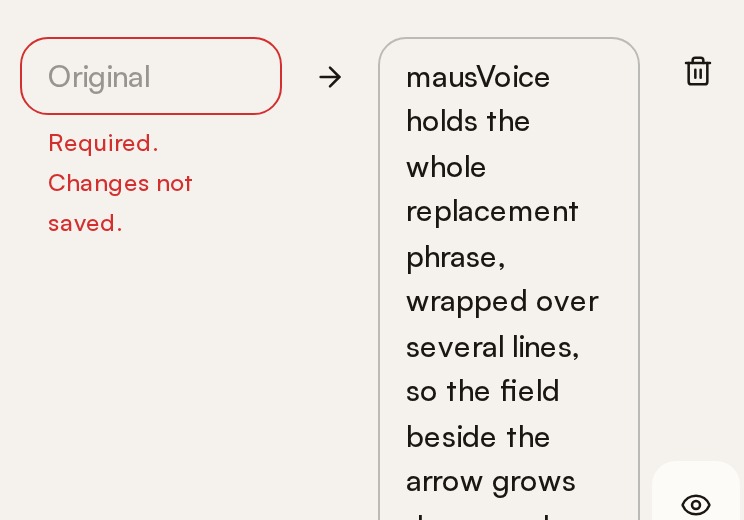 Original
Required.
Changes not
saved.
mausVoice
holds the
whole
replacement
phrase,
wrapped over
several lines,
so the field
beside the
arrow grows